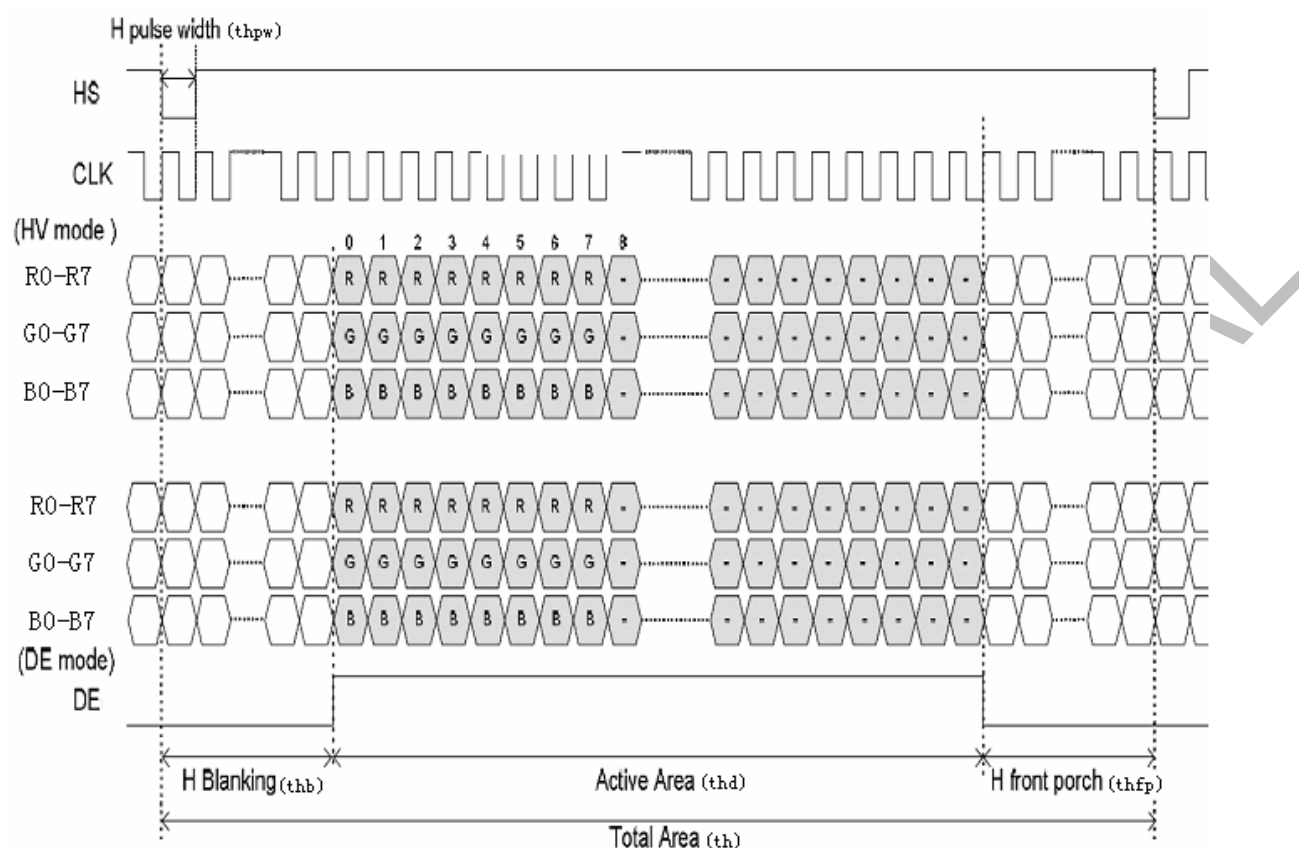 H pulse width (thpw)
HS
CLK
(HV mode )
0 1 2 3 4 5 6 7 8
R0-R7 R R R R R R R R - - - - - - - - -
G0-G7 G G G G G G G G - - - - - - - - -
B0-B7 B B B B B B B B - - - - - - - - -
R0-R7 R R R R R R R R - - - - - - - - -
G0-G7 G G G G G G G G - - - - - - - - -
B0-B7 B B B B B B B B - - - - - - - - -
(DE mode)
DE
H Blanking(thb) Active Area (thd) H front porch (thfp)
Total Area (th)